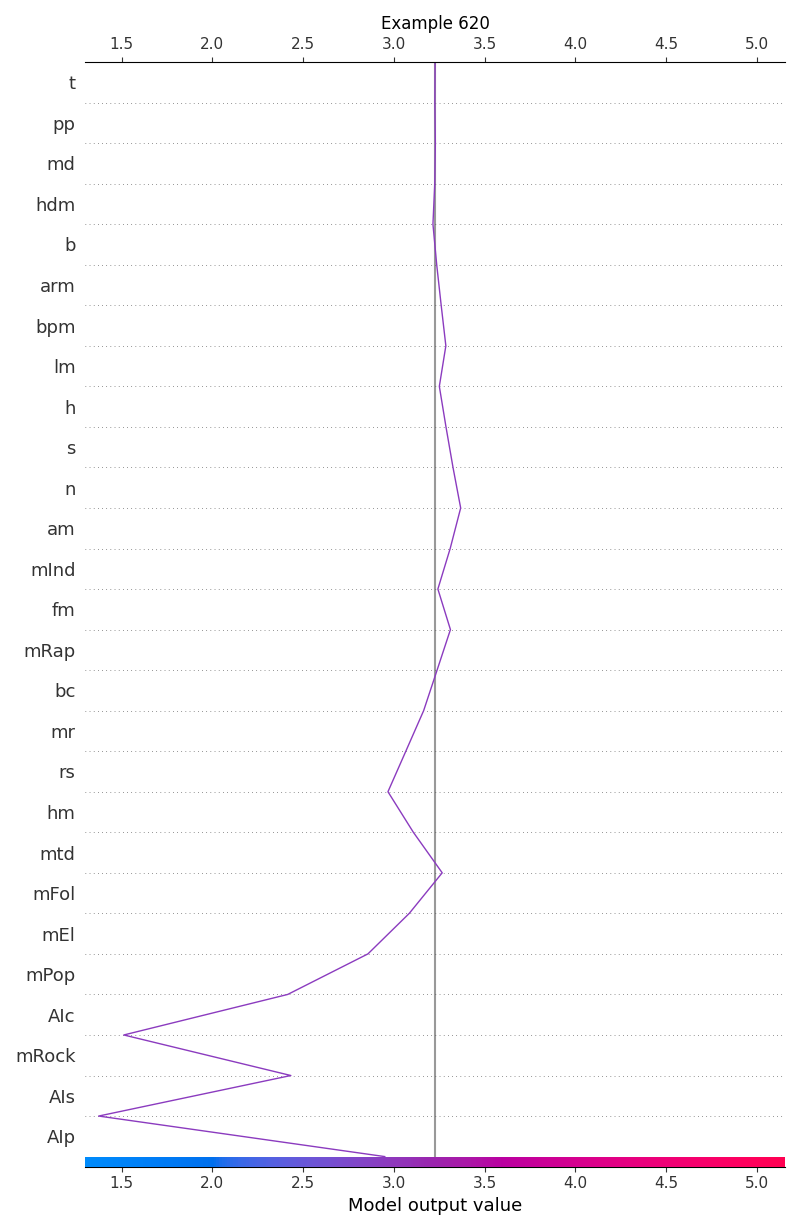 Example 620
1.5 2.0 2.5 3.0 3.5 4.0 4.5 5.0
t
pp
md
hdm
b
arm
bpm
lm
h
s
n
am
mInd
fm
mRap
bc
mr
rs
hm
mtd
mFol
mEl
mPop
AIc
mRock
AIs
AIp
1.5 2.0 2.5 3.0 3.5 4.0 4.5 5.0
Model output value